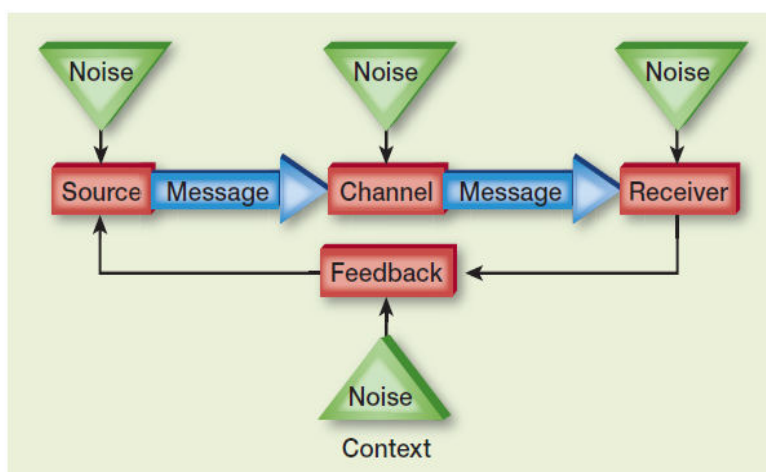 Noise Noise Noise
Source Message Channel Message Receiver
Feedback
Noise
Context